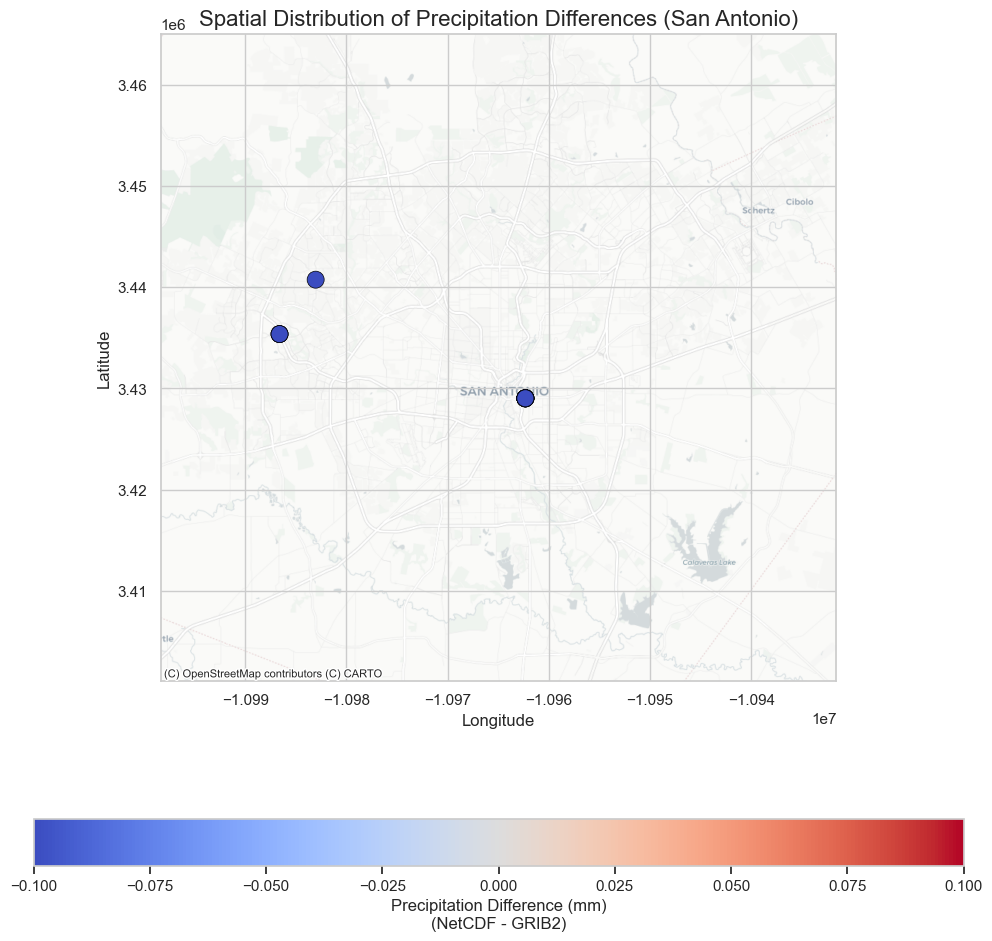 Spatial Distribution of Precipitation Differences (San Antonio)
1e6
3.46
3.45
3.44
3.43
3.42
3.41
Latitude
Schertz
Cibolo
SAN ANTONIO
Calaveras Lake
tle
(C) OpenStreetMap contributors (C) CARTO
−1.099 −1.098 −1.097 −1.096 −1.095 −1.094
Longitude
1e7
−0.100 −0.075 −0.050 −0.025 0.000 0.025 0.050 0.075 0.100
Precipitation Difference (mm)
(NetCDF - GRIB2)